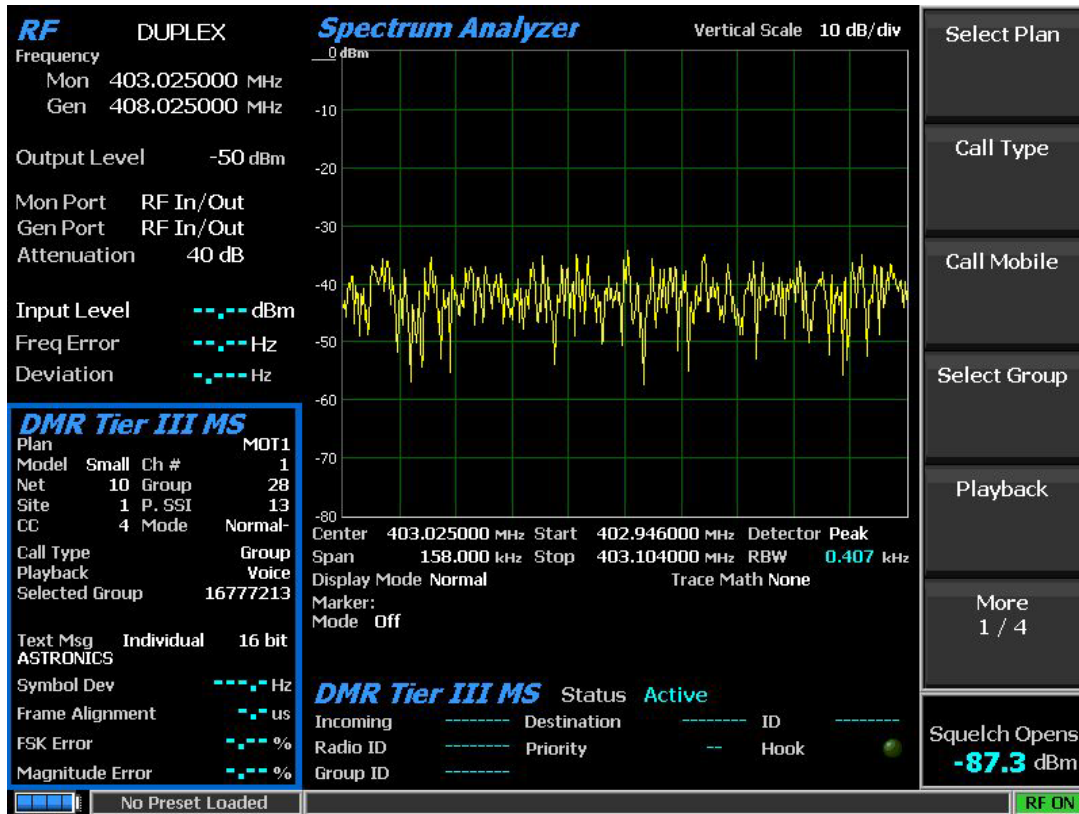 RF DUPLEX
Frequency
Mon 403.025000 MHz
Gen 408.025000 MHz
Output Level -50 dBm
Mon Port RF In/Out
Gen Port RF In/Out
Attenuation 40 dB
Input Level --.-- dBm
Freq Error --.-- Hz
Deviation -.--- Hz
DMR Tier III MS
Plan MOT1
Model Small Ch # 1
Net 10 Group 28
Site 1 P. SSI 13
CC 4 Mode Normal-
Call Type Group
Playback Voice
Selected Group 16777213
Text Msg Individual 16 bit
ASTRONICS
Symbol Dev ---.- Hz
Frame Alignment -.- us
FSK Error -.-- %
Magnitude Error -.-- %
Spectrum Analyzer Vertical Scale 10 dB/div
0 dBm
-10
-20
-30
-40
-50
-60
-70
-80
Center 403.025000 MHz Start 402.946000 MHz Detector Peak
Span 158.000 kHz Stop 403.104000 MHz RBW 0.407 kHz
Display Mode Normal Trace Math None
Marker:
Mode Off
DMR Tier III MS Status Active
Incoming -------- Destination -------- ID --------
Radio ID -------- Priority -- Hook
Group ID --------
Select Plan
Call Type
Call Mobile
Select Group
Playback
More
1 / 4
Squelch Opens
-87.3 dBm
No Preset Loaded
RF ON